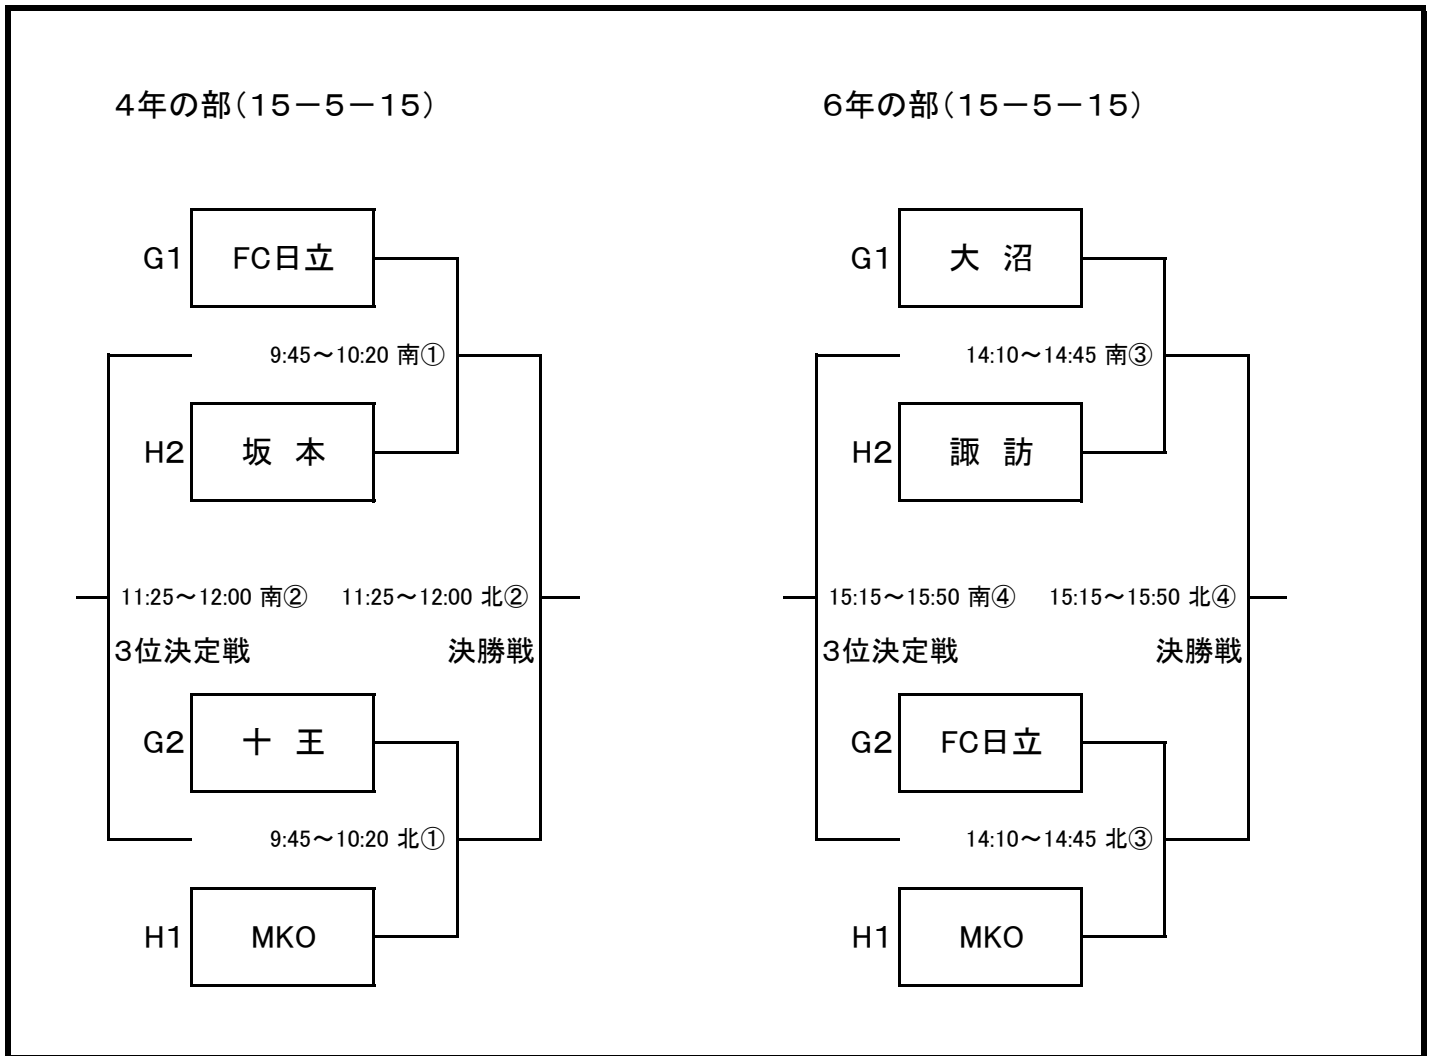 ４年の部（１５－５－１５）
G１ FC日立
9:45～10:20 南①
H２ 坂　本
11:25～12:00 南② 11:25～12:00 北②
３位決定戦 決勝戦
G２ 十　王
9:45～10:20 北①
H１ MKO
６年の部（１５－５－１５）
G１ 大　沼
14:10～14:45 南③
H２ 諏　訪
15:15～15:50 南④ 15:15～15:50 北④
３位決定戦 決勝戦
G２ FC日立
14:10～14:45 北③
H１ MKO